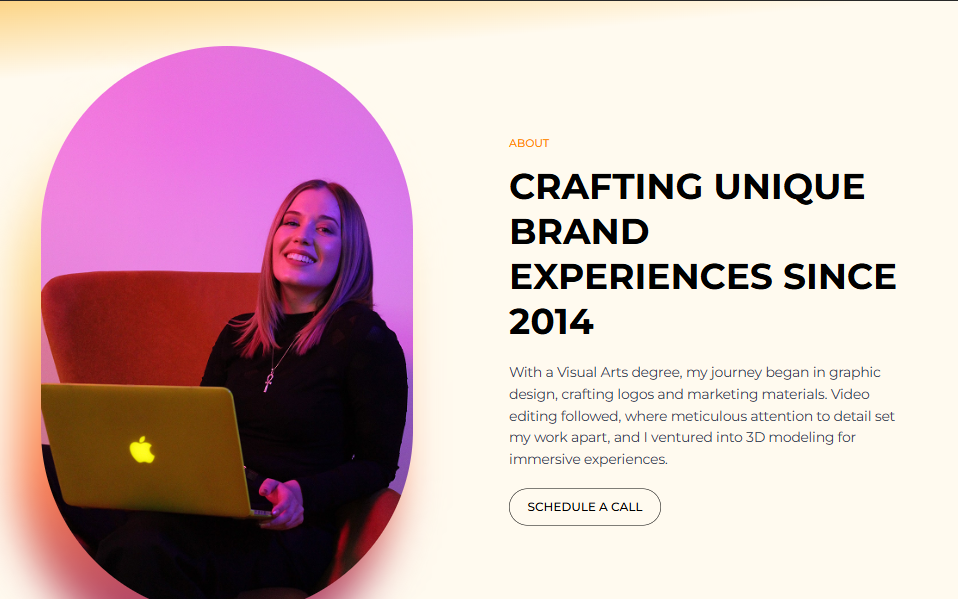 ABOUT
CRAFTING UNIQUE
BRAND
EXPERIENCES SINCE
2014
With a Visual Arts degree, my journey began in graphic
design, crafting logos and marketing materials. Video
editing followed, where meticulous attention to detail set
my work apart, and I ventured into 3D modeling for
immersive experiences.
SCHEDULE A CALL